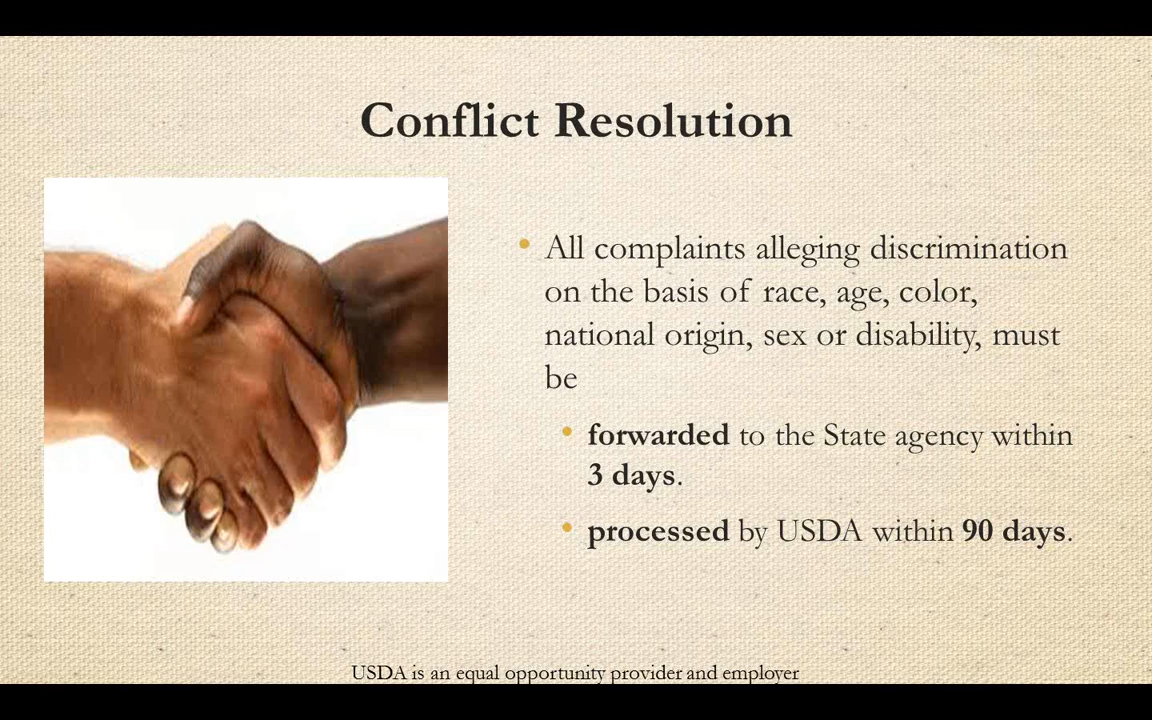 Conflict Resolution
• All complaints alleging discrimination
on the basis of race, age, color,
national origin, sex or disability, must
be
• forwarded to the State agency within
3 days.
• processed by USDA within 90 days.
USDA is an equal opportunity provider and employer